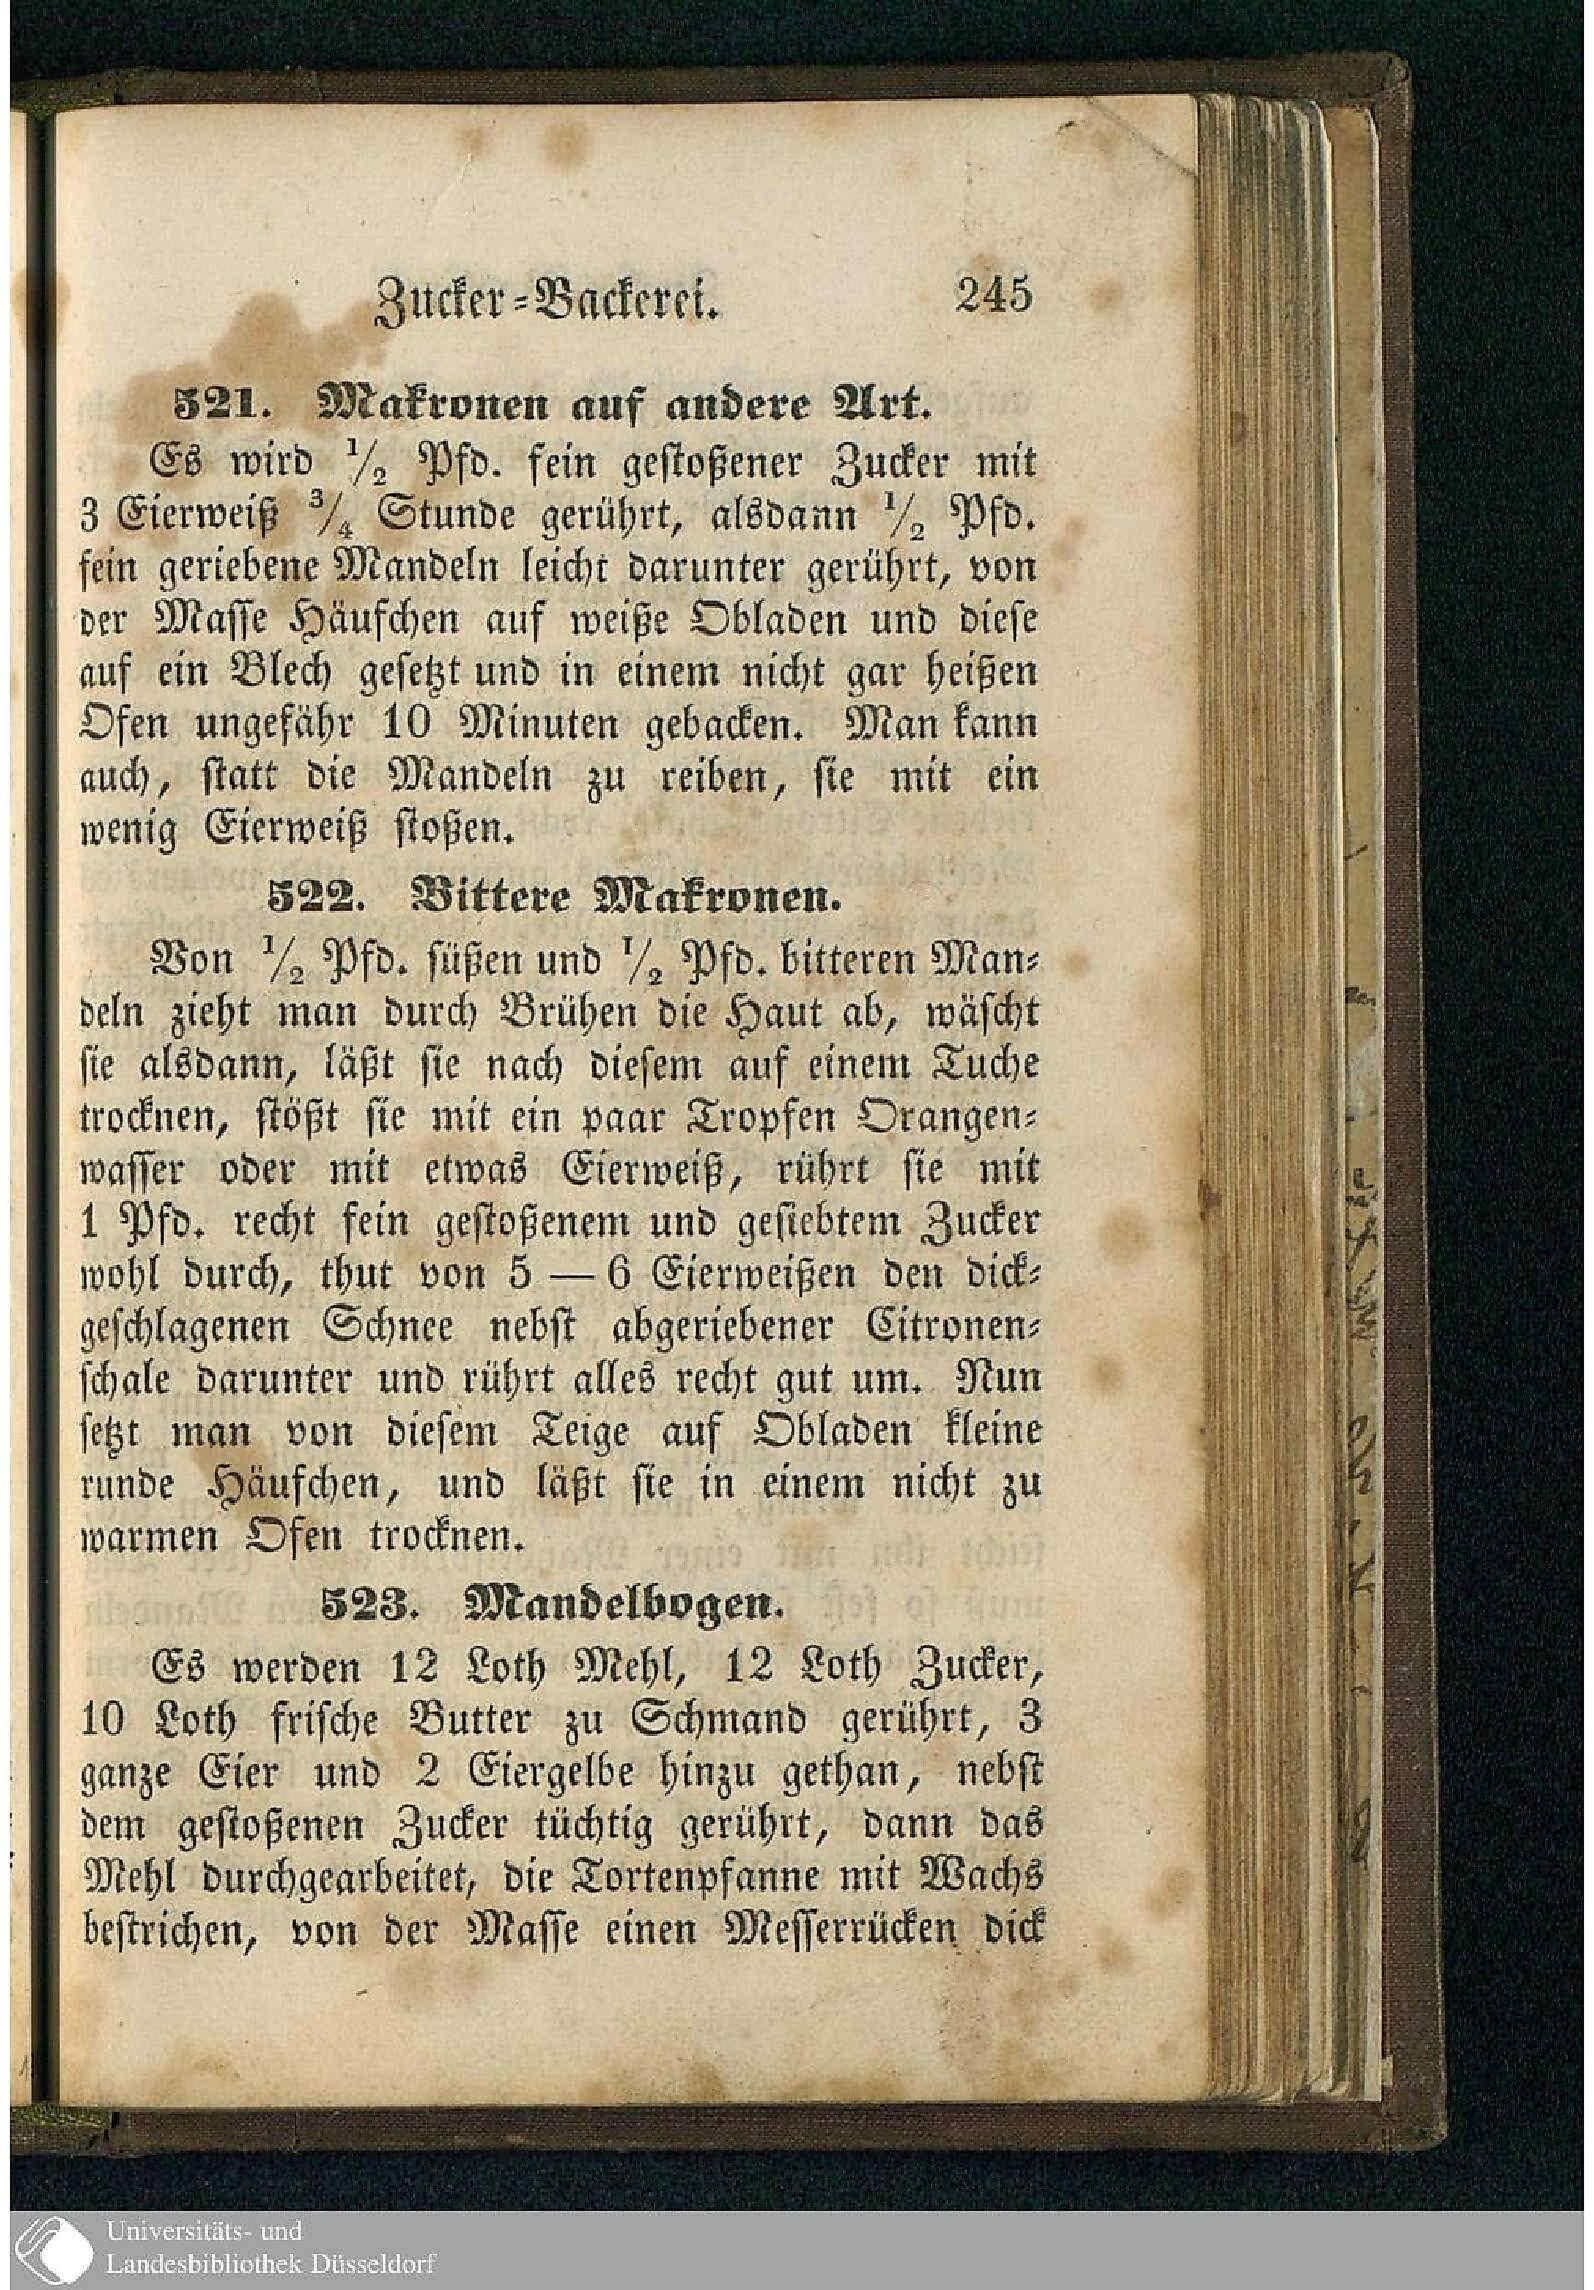 Zucker-Backerei. 245
521. Makronen auf andere Art.
Es wird 1/2 Pfd. fein gestoßener Zucker mit
3 Eierweiß 3/4 Stunde gerührt, alsdann 1/2 Pfd.
fein geriebene Mandeln leicht darunter gerührt, von
der Masse Häufchen auf weiße Obladen und diese
auf ein Blech gesetzt und in einem nicht gar heißen
Ofen ungefähr 10 Minuten gebacken. Man kann
auch, statt die Mandeln zu reiben, sie mit ein
wenig Eierweiß stoßen.
522. Bittere Makronen.
Von 1/2 Pfd. süßen und 1/2 Pfd. bitteren Man-
deln zieht man durch Brühen die Haut ab, wäscht
sie alsdann, läßt sie nach diesem auf einem Tuche
trocknen, stößt sie mit ein paar Tropfen Orangen-
wasser oder mit etwas Eierweiß, rührt sie mit
1 Pfd. recht fein gestoßenem und gesiebtem Zucker
wohl durch, thut von 5 — 6 Eierweißen den dick-
geschlagenen Schnee nebst abgeriebener Citronen-
schale darunter und rührt alles recht gut um. Nun
setzt man von diesem Teige auf Obladen kleine
runde Häufchen, und läßt sie in einem nicht zu
warmen Ofen trocknen.
523. Mandelbogen.
Es werden 12 Loth Mehl, 12 Loth Zucker,
10 Loth frische Butter zu Schmand gerührt, 3
ganze Eier und 2 Eiergelbe hinzu gethan, nebst
dem gestoßenen Zucker tüchtig gerührt, dann das
Mehl durchgearbeitet, die Tortenpfanne mit Wachs
bestrichen, von der Masse einen Messerrücken dick
Universitäts- und
Landesbibliothek Düsseldorf